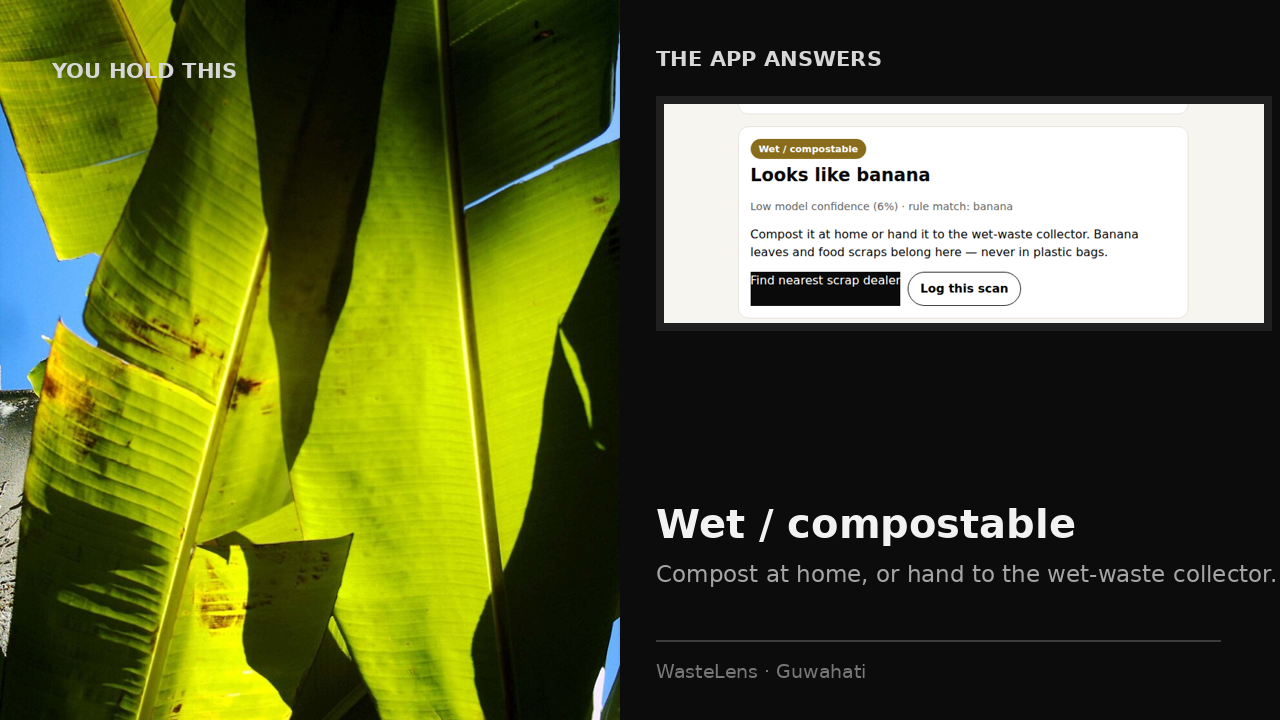 YOU HOLD THIS
THE APP ANSWERS
Wet / compostable
Looks like banana
Low model confidence (6%) · rule match: banana
Compost it at home or hand it to the wet-waste collector. Banana
leaves and food scraps belong here — never in plastic bags.
Find nearest scrap dealer
Log this scan
Wet / compostable
Compost at home, or hand to the wet-waste collector.
WasteLens · Guwahati